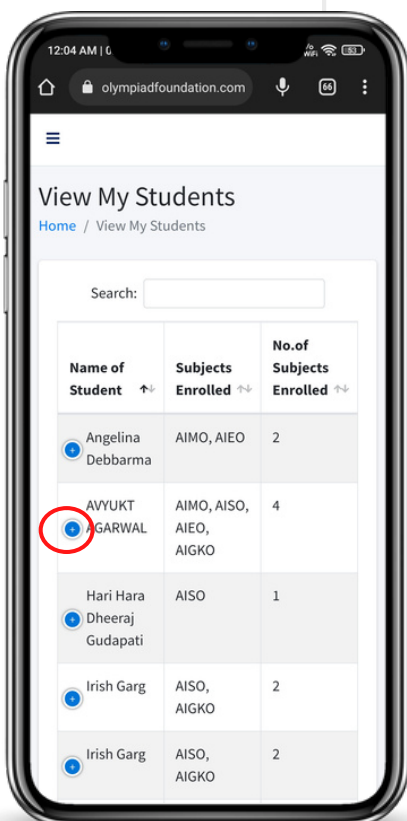 12:04 AM
olympiadfoundation.com
66
View My Students
Home / View My Students
Search:
Name of Student
Subjects Enrolled
No.of Subjects Enrolled
Angelina Debbarma
AIMO, AIEO
2
AVYUKT AGARWAL
AIMO, AISO, AIEO, AIGKO
4
Hari Hara Dheeraj Gudapati
AISO
1
Irish Garg
AISO, AIGKO
2
Irish Garg
AISO, AIGKO
2